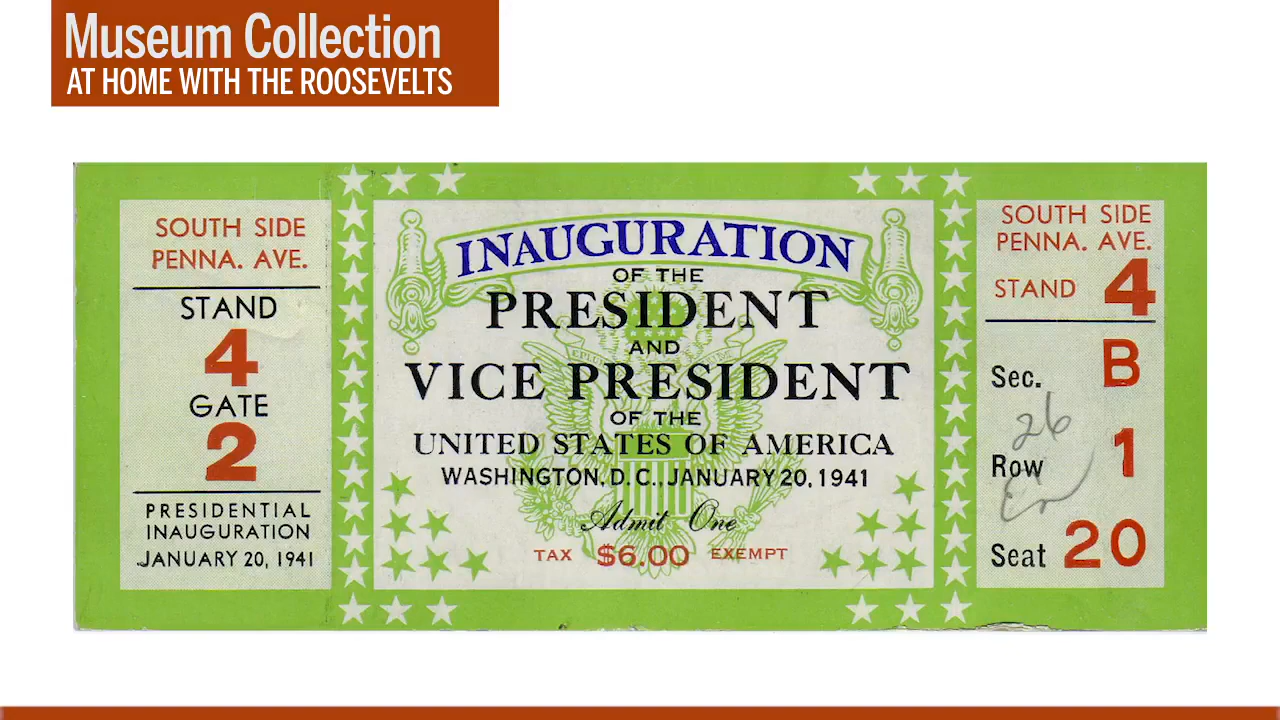 Museum Collection
AT HOME WITH THE ROOSEVELTS
SOUTH SIDE
PENNA. AVE.
STAND
4
GATE
2
PRESIDENTIAL
INAUGURATION
JANUARY 20, 1941
INAUGURATION
OF THE
PRESIDENT
AND
VICE PRESIDENT
OF THE
UNITED STATES OF AMERICA
WASHINGTON, D.C., JANUARY 20, 1941
Admit One
TAX $6.00 EXEMPT
SOUTH SIDE
PENNA. AVE.
STAND 4
Sec. B
26
Row 1
Seat 20